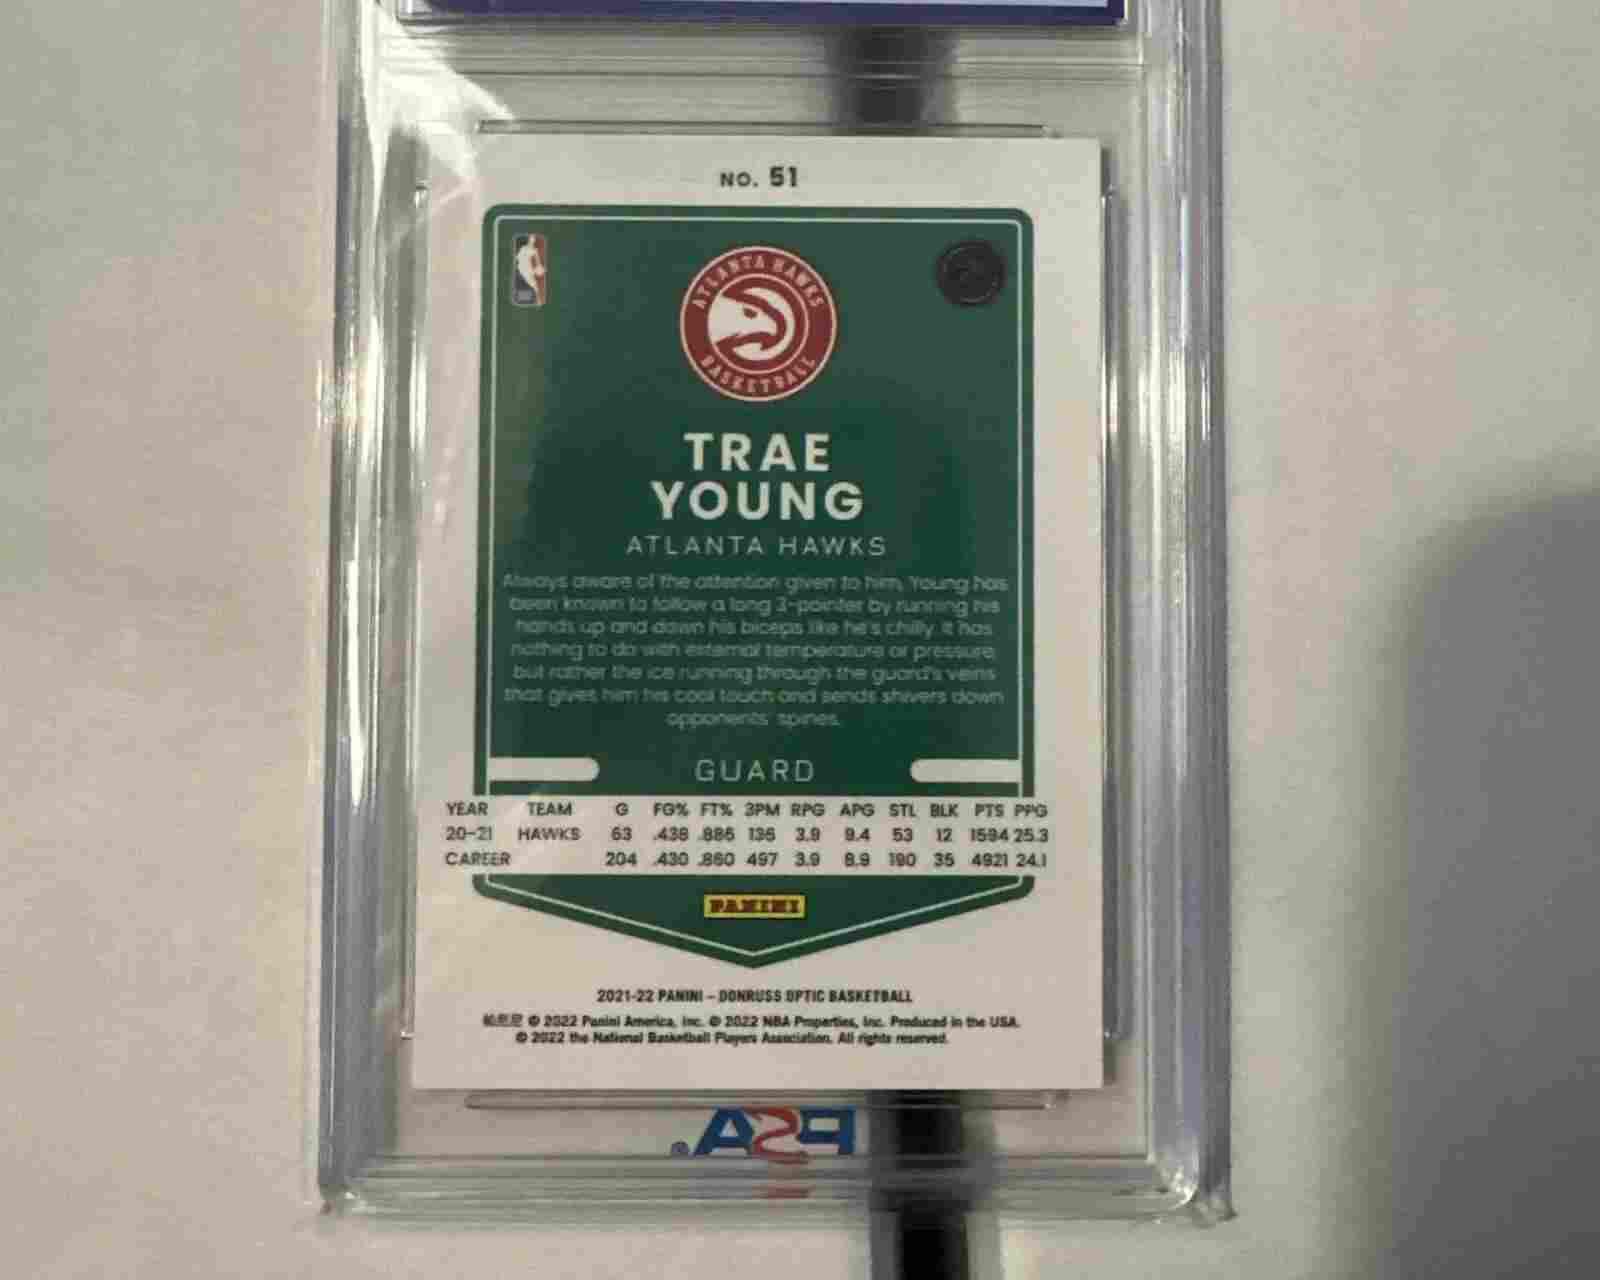 NO. 51
ATLANTA HAWKS
BASKETBALL
TRAE
YOUNG
ATLANTA HAWKS
Always aware of the attention given to him, Young has
been known to follow a long 3-pointer by running his
hands up and down his biceps like he's chilly. It has
nothing to do with external temperature or pressure,
but rather the ice running through the guard's veins
that gives him his cool touch and sends shivers down
opponents' spines.
GUARD
YEAR TEAM G FG% FT% 3PM RPG APG STL BLK PTS PPG
20-21 HAWKS 63 .438 .886 136 3.9 9.4 53 12 1594 25.3
CAREER 204 .430 .860 497 3.9 8.9 190 35 4921 24.1
PANINI
2021-22 PANINI – DONRUSS OPTIC BASKETBALL
帕尼尼 © 2022 Panini America, Inc. © 2022 NBA Properties, Inc. Produced in the USA.
© 2022 the National Basketball Players Association. All rights reserved.
PSA®